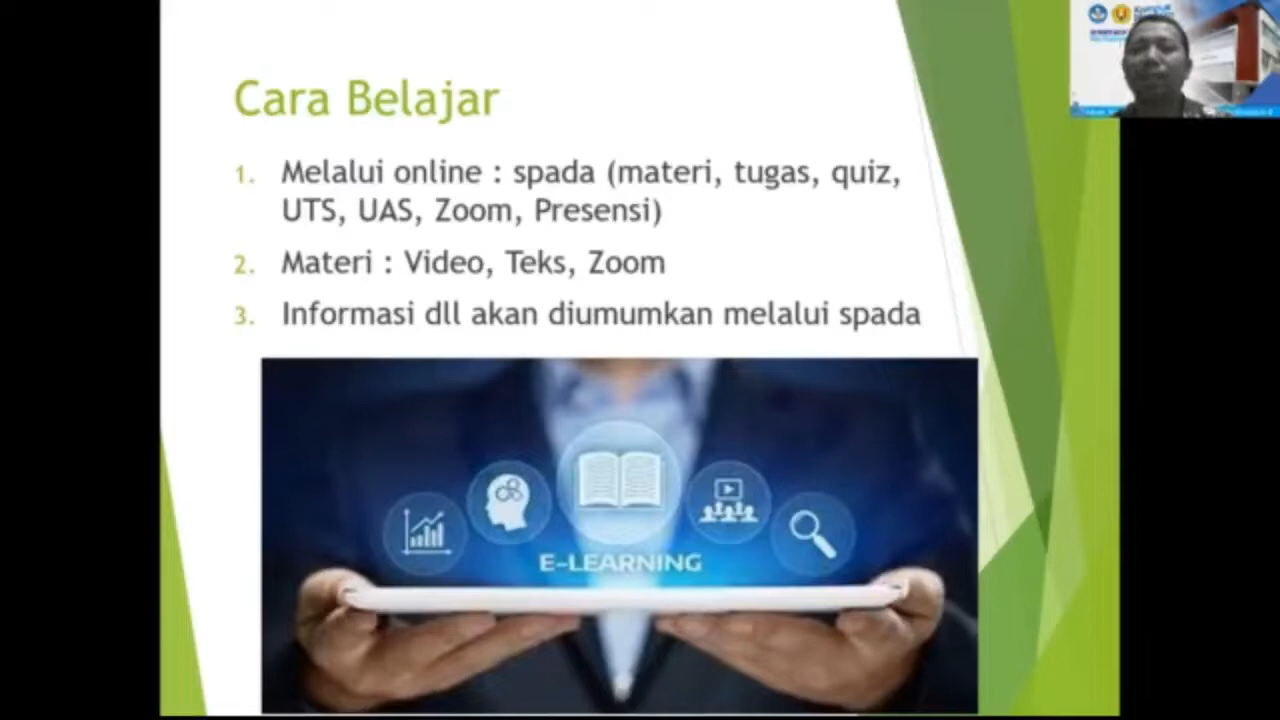 Cara Belajar
1. Melalui online : spada (materi, tugas, quiz,
UTS, UAS, Zoom, Presensi)
2. Materi : Video, Teks, Zoom
3. Informasi dll akan diumumkan melalui spada
E-LEARNING